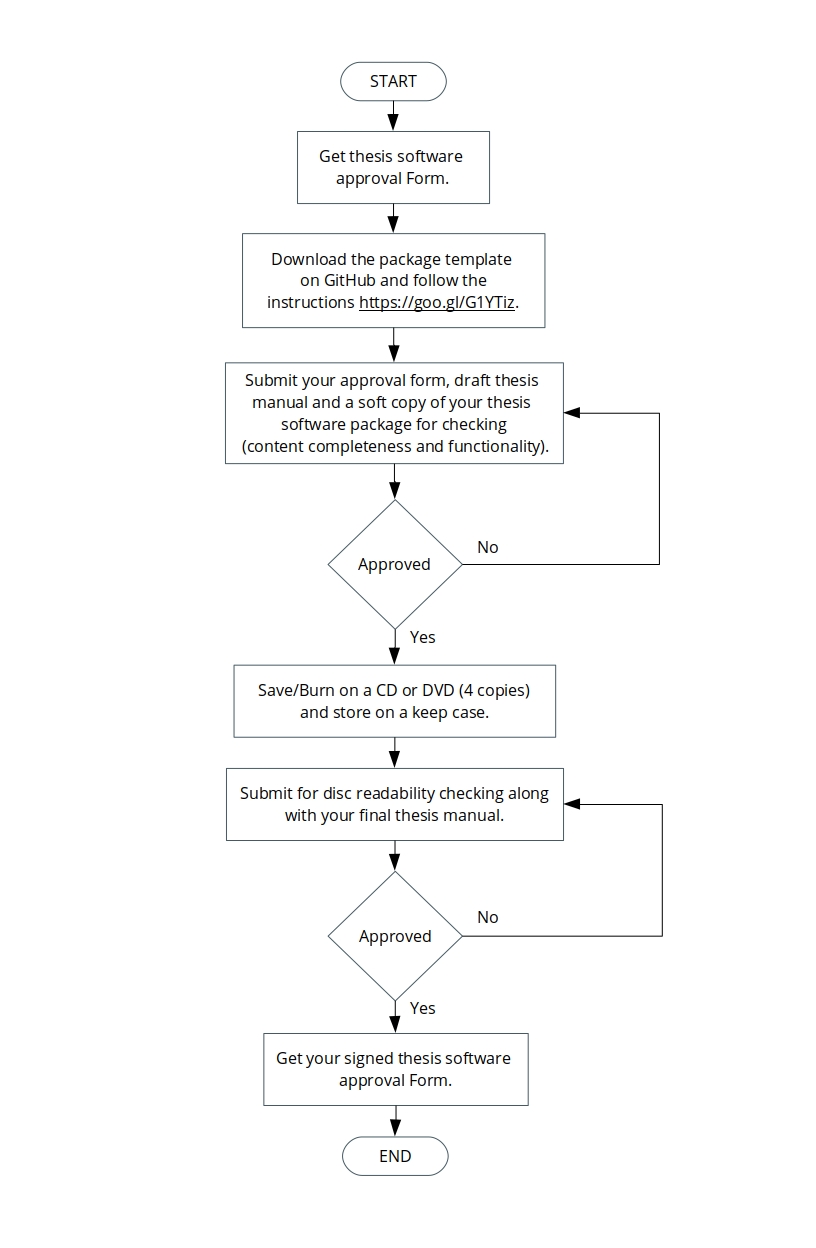 START
Get thesis software
approval Form.
Download the package template
on GitHub and follow the
instructions https://goo.gl/G1YTiz.
Submit your approval form, draft thesis
manual and a soft copy of your thesis
software package for checking
(content completeness and functionality).
Approved
No
Yes
Save/Burn on a CD or DVD (4 copies)
and store on a keep case.
Submit for disc readability checking along
with your final thesis manual.
Approved
No
Yes
Get your signed thesis software
approval Form.
END